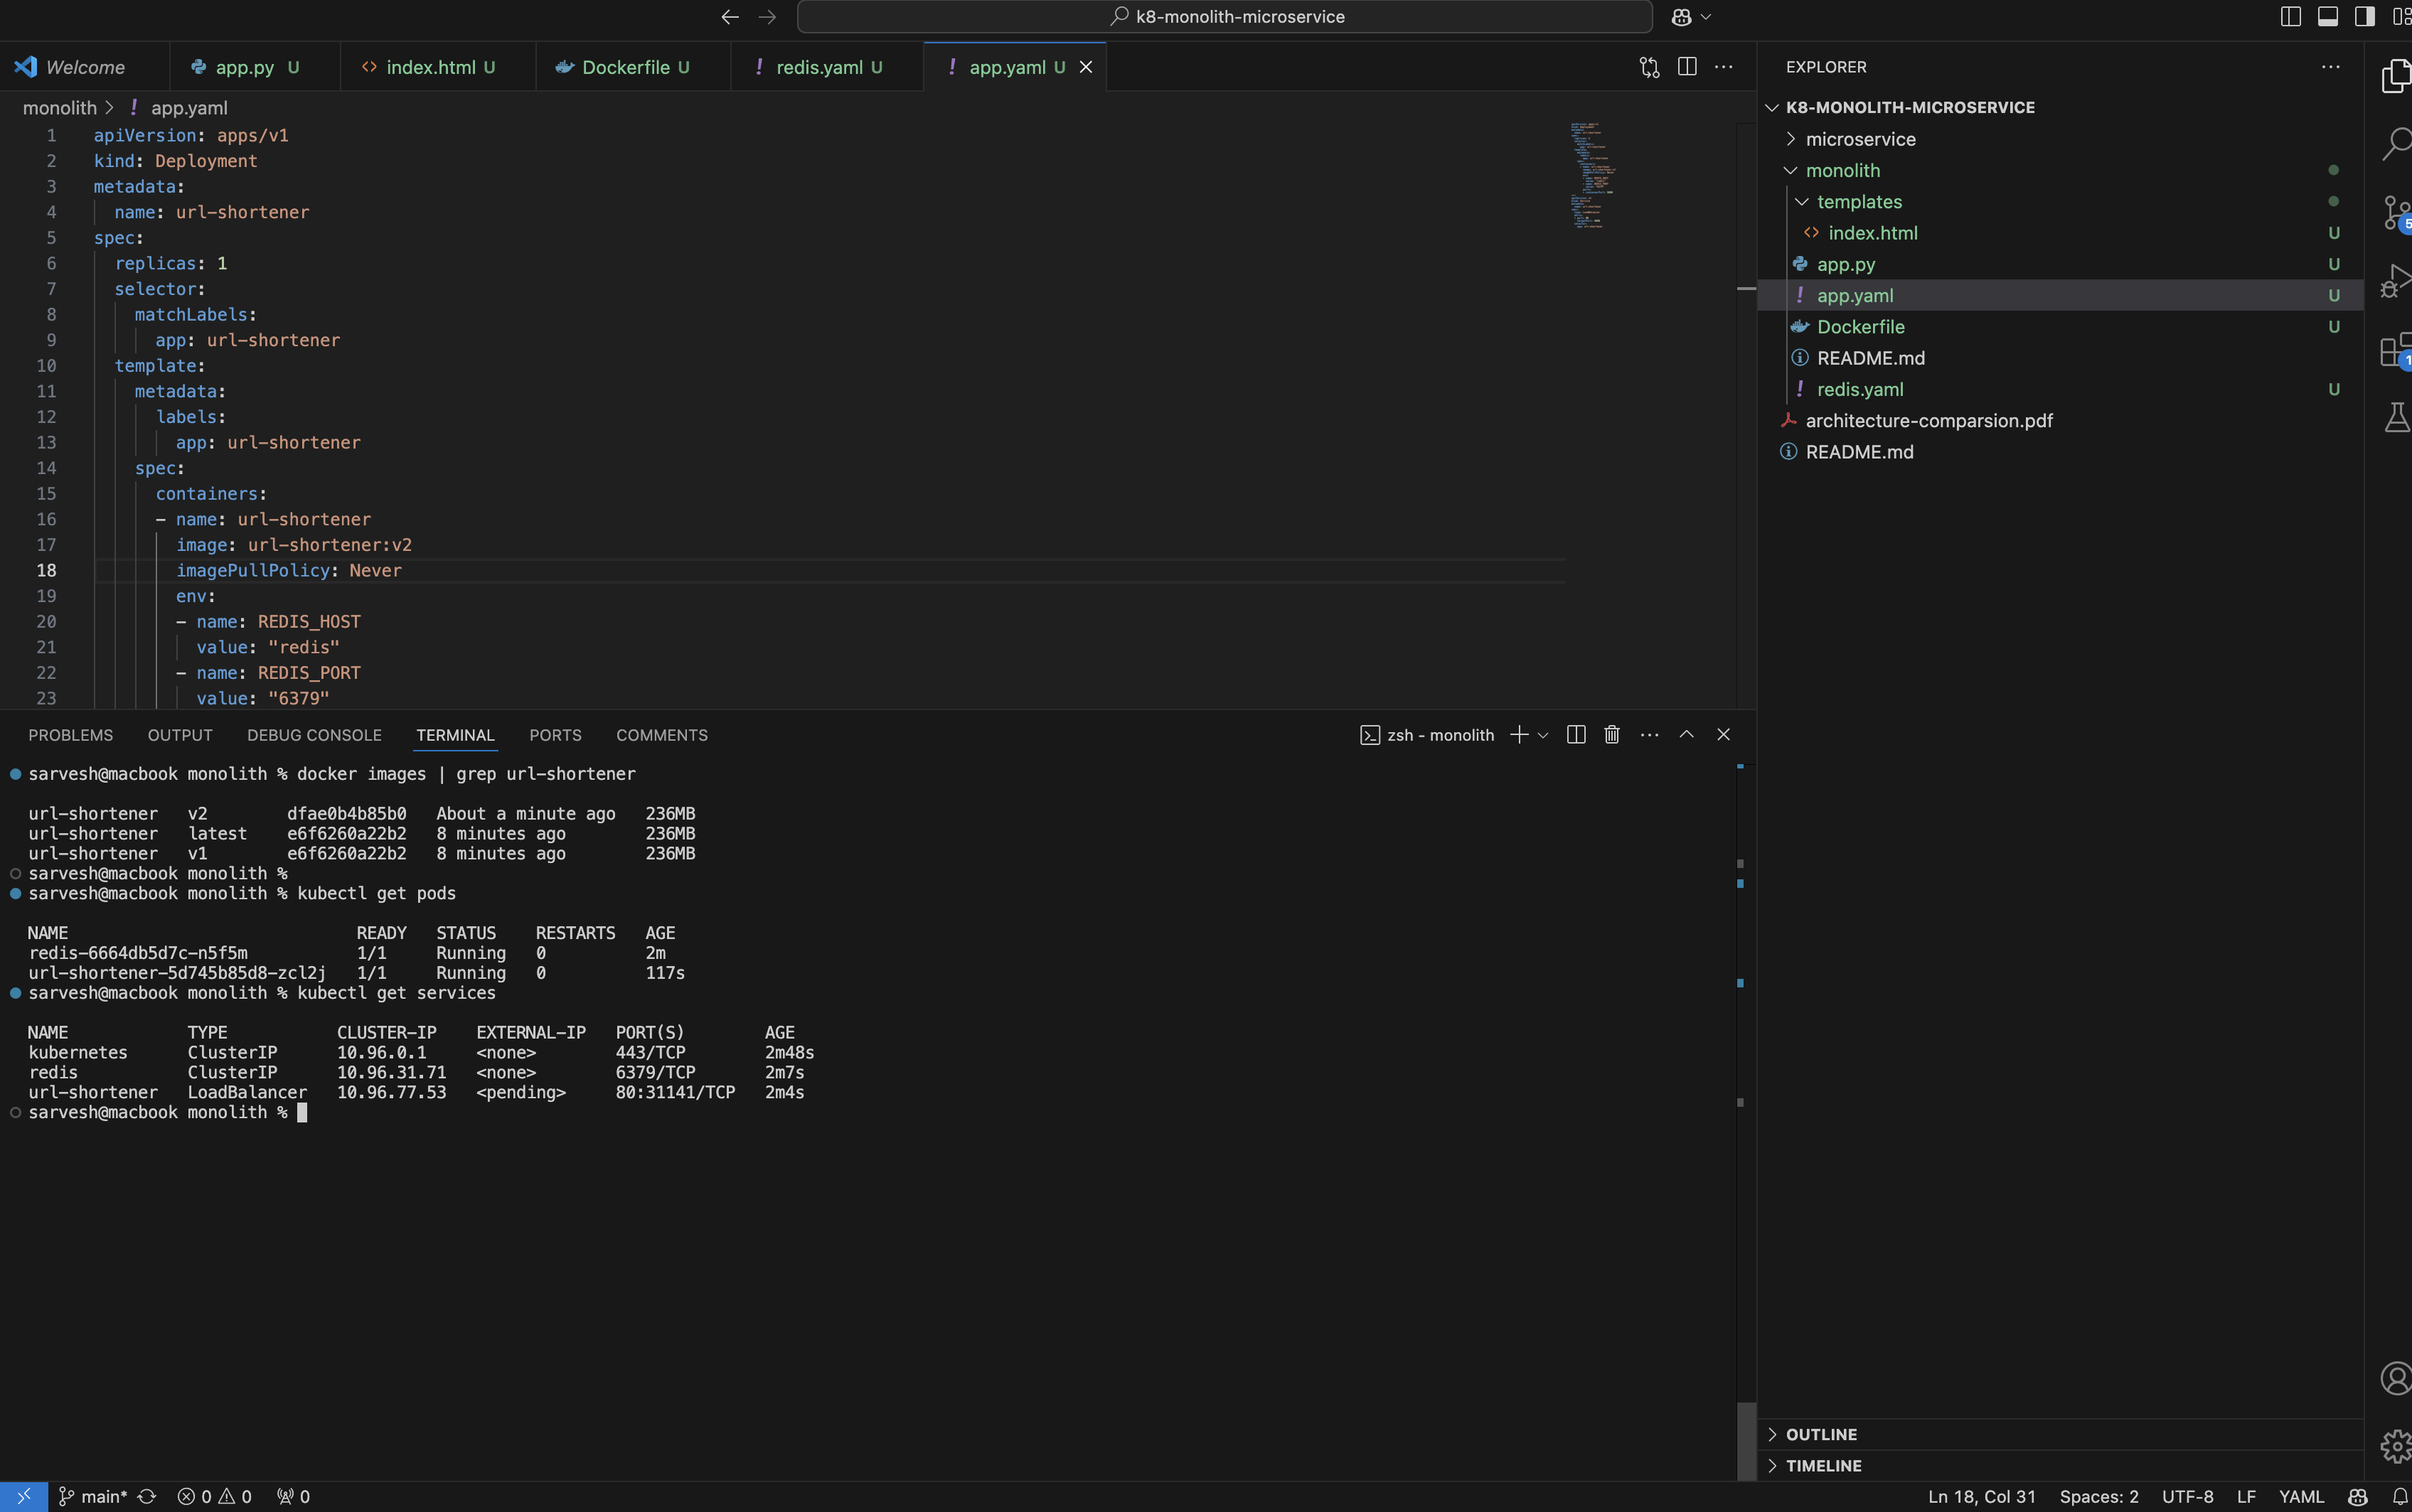 k8-monolith-microservice
Welcome
app.py U
index.html U
Dockerfile U
redis.yaml U
app.yaml U
monolith > ! app.yaml
1 apiVersion: apps/v1
2 kind: Deployment
3 metadata:
4   name: url-shortener
5 spec:
6   replicas: 1
7   selector:
8     matchLabels:
9       app: url-shortener
10   template:
11     metadata:
12       labels:
13         app: url-shortener
14     spec:
15       containers:
16       - name: url-shortener
17         image: url-shortener:v2
18         imagePullPolicy: Never
19         env:
20         - name: REDIS_HOST
21           value: "redis"
22         - name: REDIS_PORT
23           value: "6379"
PROBLEMS OUTPUT DEBUG CONSOLE TERMINAL PORTS COMMENTS
zsh - monolith
sarvesh@macbook monolith % docker images | grep url-shortener
url-shortener v2 dfae0b4b85b0 About a minute ago 236MB
url-shortener latest e6f6260a22b2 8 minutes ago 236MB
url-shortener v1 e6f6260a22b2 8 minutes ago 236MB
sarvesh@macbook monolith %
sarvesh@macbook monolith % kubectl get pods
NAME READY STATUS RESTARTS AGE
redis-6664db5d7c-n5f5m 1/1 Running 0 2m
url-shortener-5d745b85d8-zcl2j 1/1 Running 0 117s
sarvesh@macbook monolith % kubectl get services
NAME TYPE CLUSTER-IP EXTERNAL-IP PORT(S) AGE
kubernetes ClusterIP 10.96.0.1 <none> 443/TCP 2m48s
redis ClusterIP 10.96.31.71 <none> 6379/TCP 2m7s
url-shortener LoadBalancer 10.96.77.53 <pending> 80:31141/TCP 2m4s
sarvesh@macbook monolith %
EXPLORER
K8-MONOLITH-MICROSERVICE
microservice
monolith
templates
index.html U
app.py U
! app.yaml U
Dockerfile U
README.md
! redis.yaml U
architecture-comparsion.pdf
README.md
OUTLINE
TIMELINE
5
1
main* 0 0 0
Ln 18, Col 31 Spaces: 2 UTF-8 LF YAML